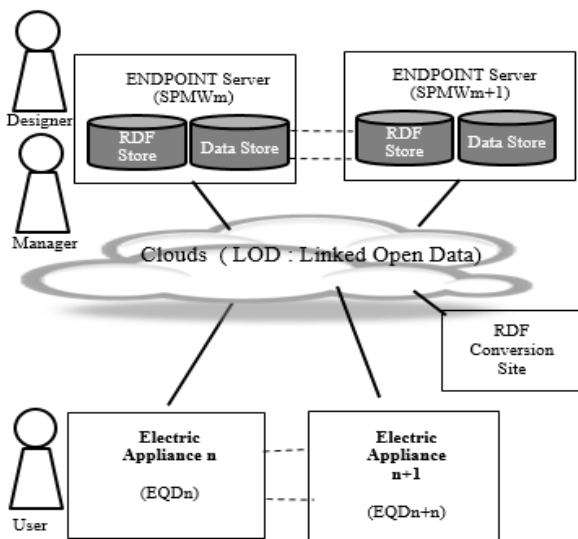 Designer
Manager
ENDPOINT Server
(SPMWm)
RDF
Store
Data Store
ENDPOINT Server
(SPMWm+1)
RDF
Store
Data Store
Clouds ( LOD : Linked Open Data)
RDF
Conversion
Site
User
Electric
Appliance n
(EQDn)
Electric
Appliance
n+1
(EQDn+n)